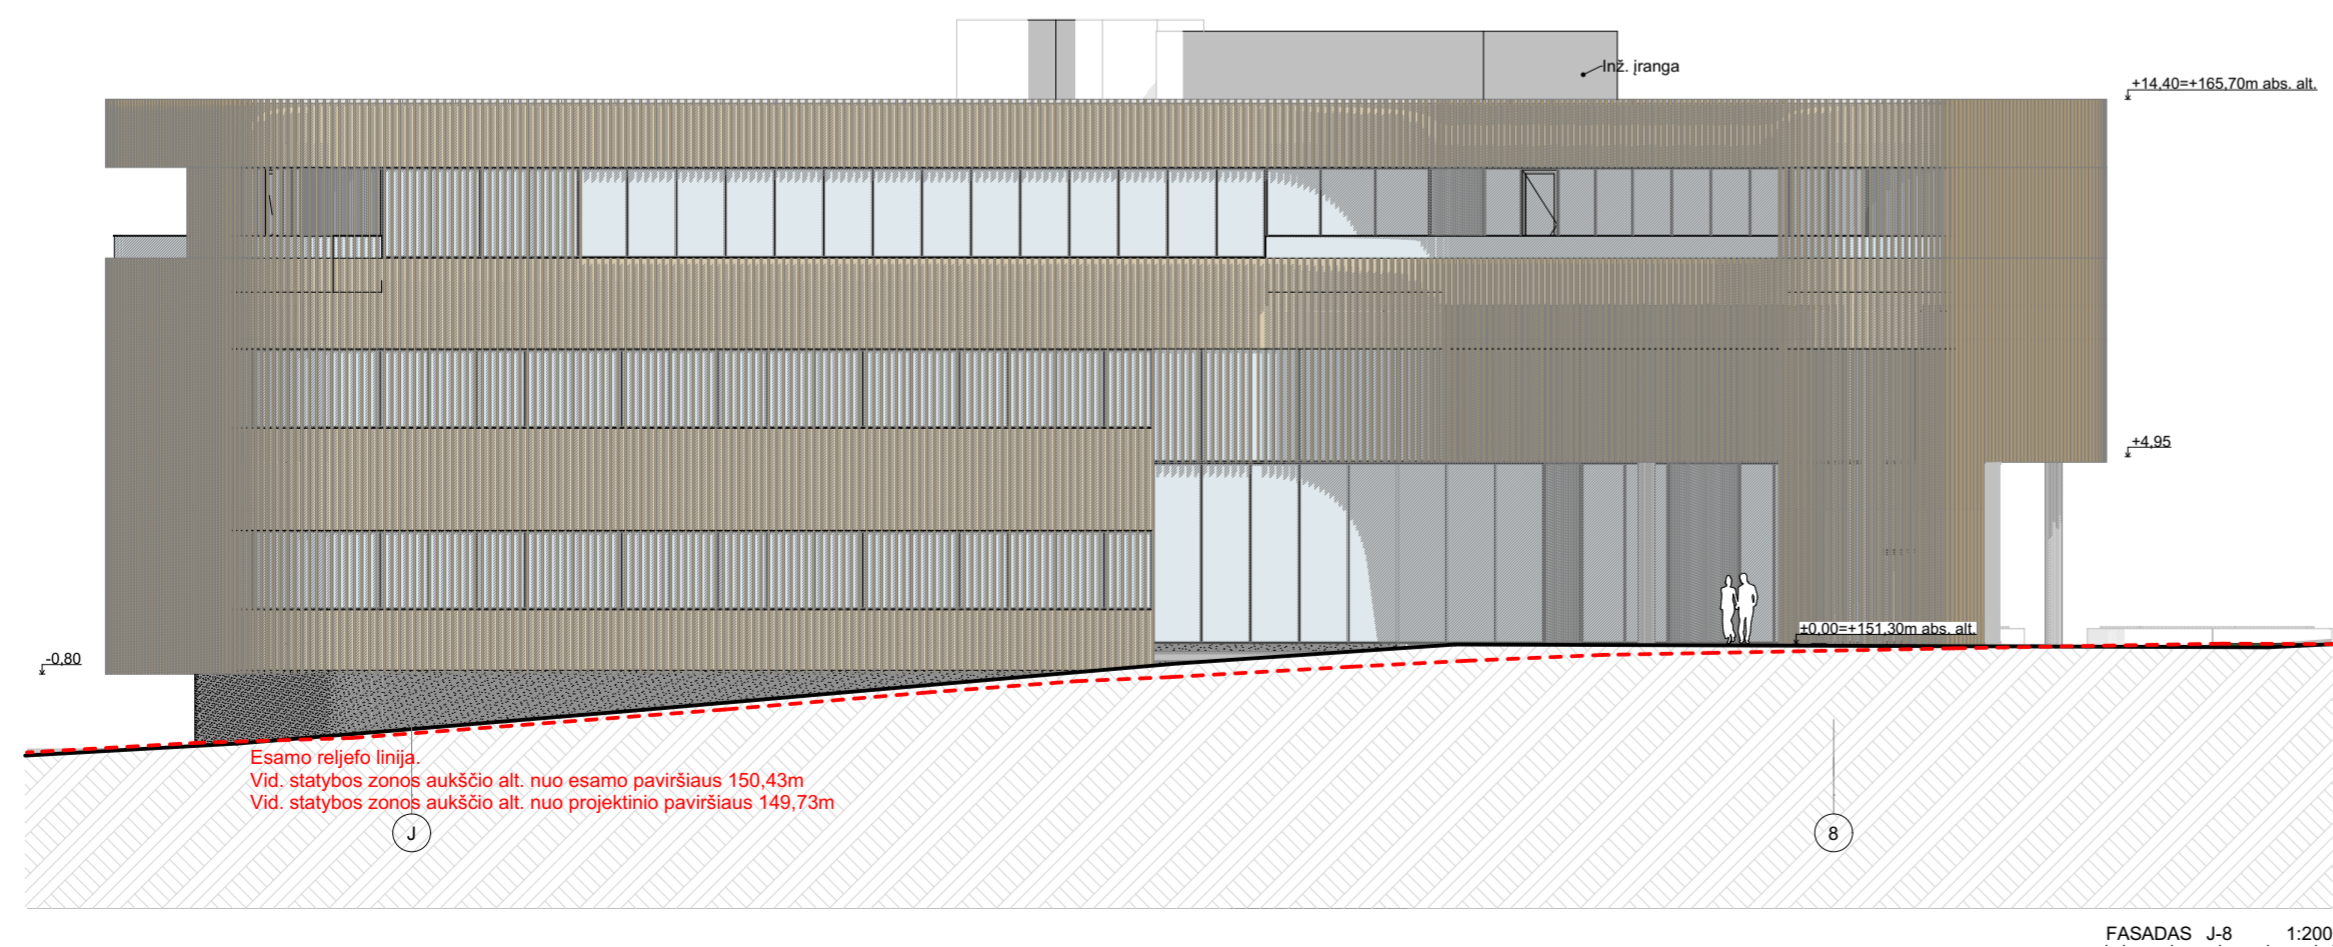 Inž. įranga
+14,40=+165,70m abs. alt.
+4,95
±0,00=+151,30m abs. alt.
-0,80
Esamo reljefo linija.
Vid. statybos zonos aukščio alt. nuo esamo paviršiaus 150,43m
Vid. statybos zonos aukščio alt. nuo projektinio paviršiaus 149,73m
J
8
FASADAS J-8 1:200